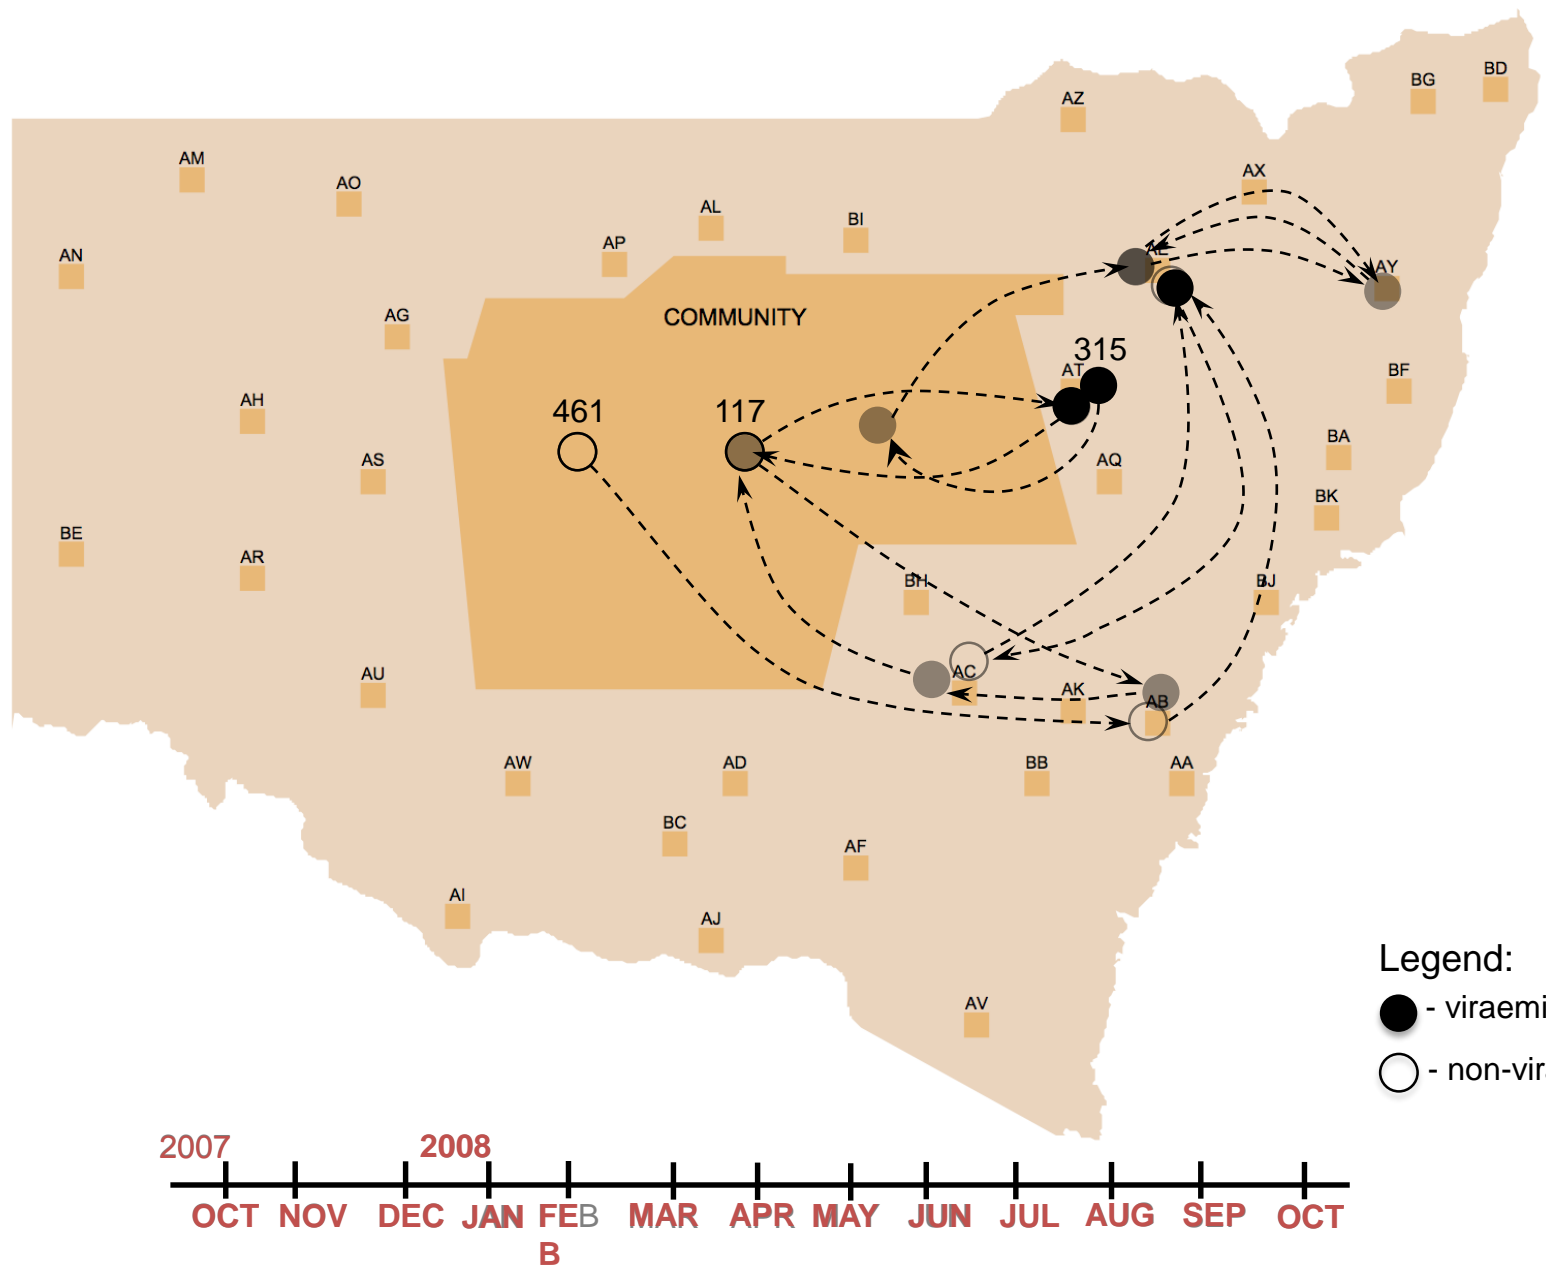 BD
BG
AZ
AM
AX
AO
AL
BI
AP
AN
AE
AY
AG
COMMUNITY
315
AT
BF
AH
461
117
BA
AS
AQ
BK
BE
AR
BH
BJ
AU
AC
AK
AB
AW
AD
BB
AA
BC
AF
AI
AJ
Legend:
AV
- viraemi
- non-vir
2007
2008
OCT NOV DEC JAN FEB MAR APR MAY JUN JUL AUG SEP OCT
B